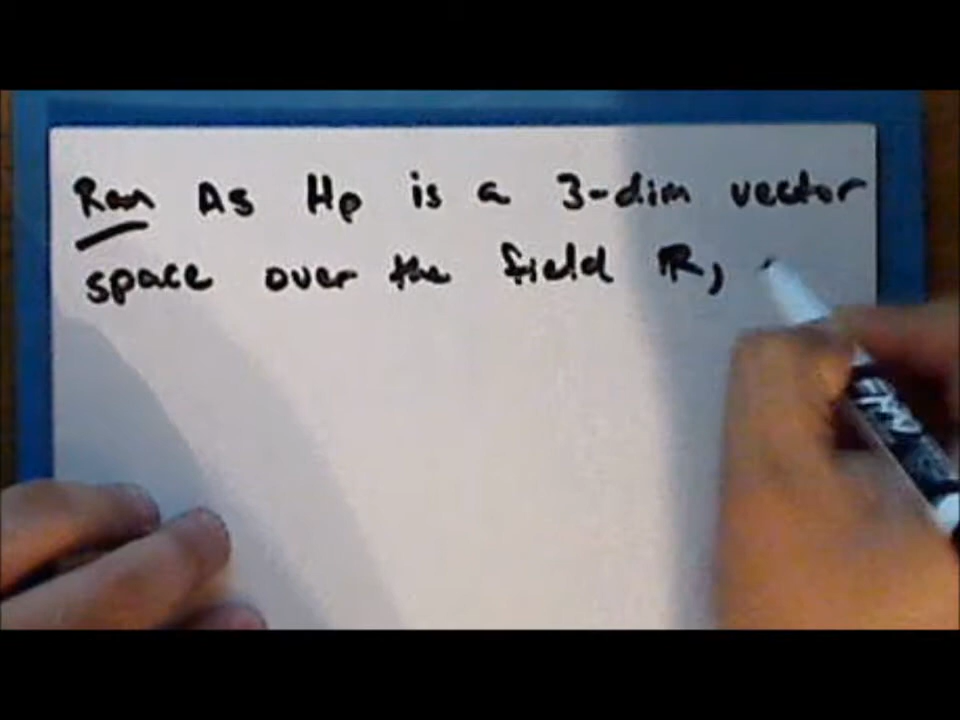 Rem As Hp is a 3-dim vector
space over the field ℝ,